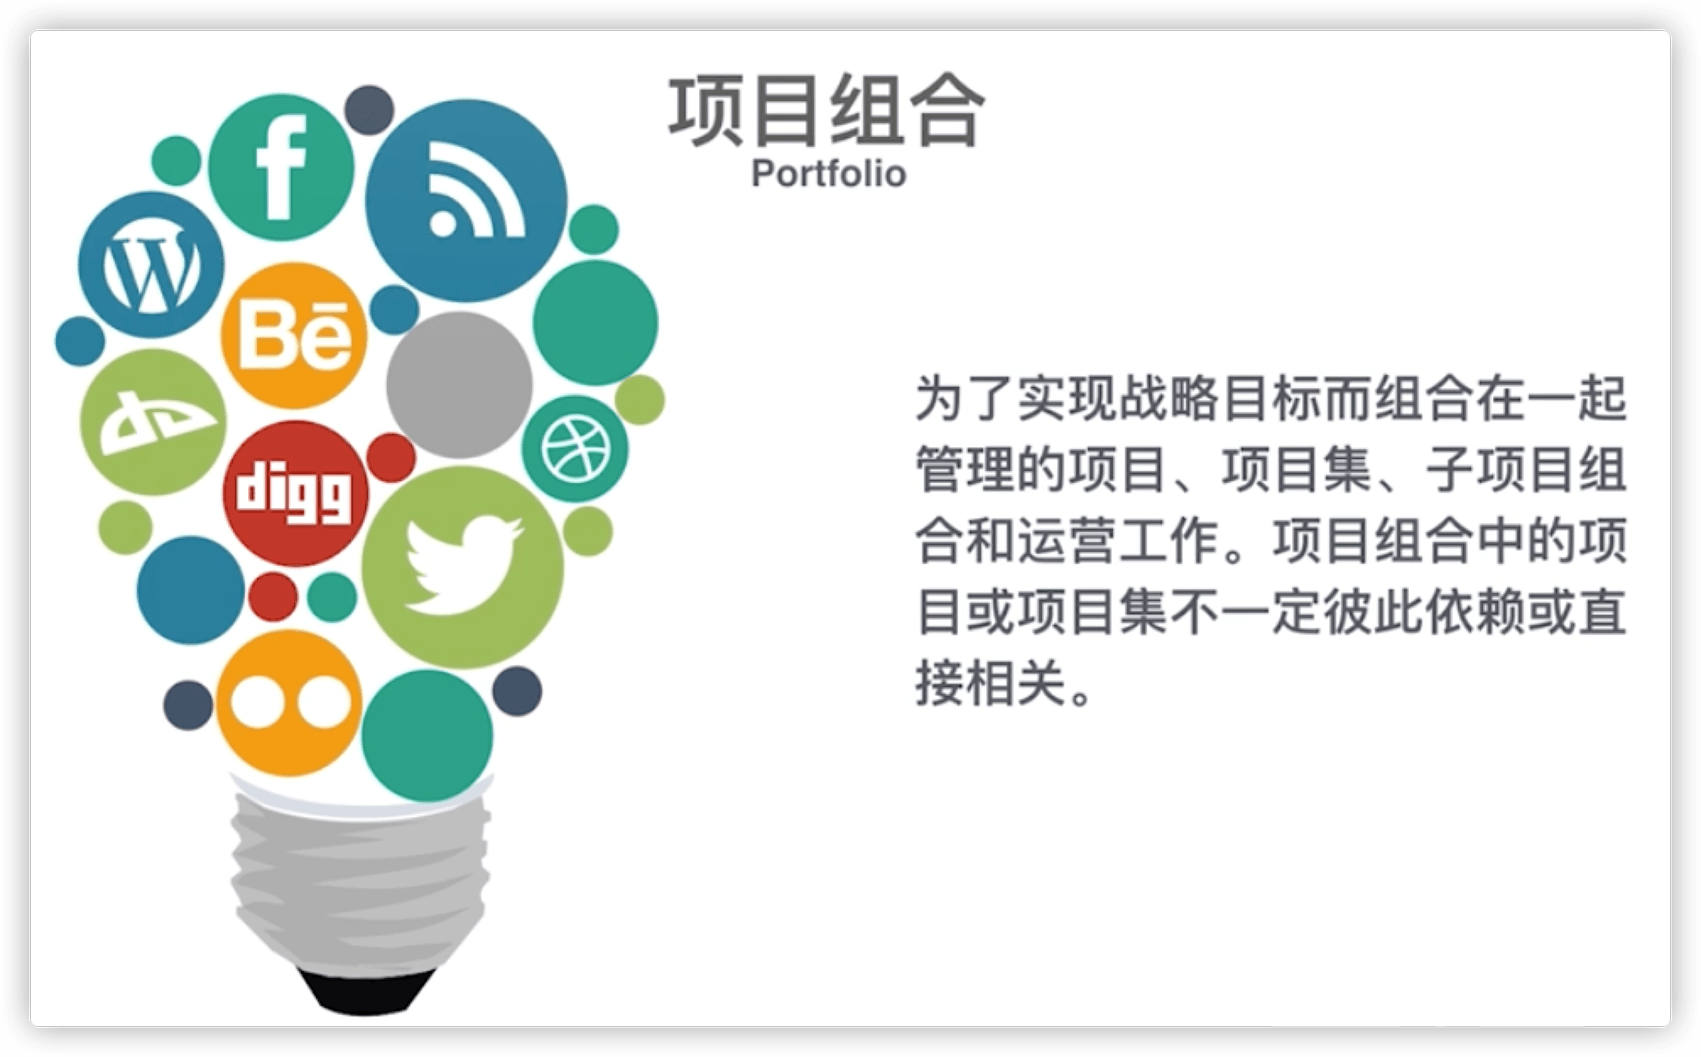 项目组合
Portfolio
f
W
Bē
digg
为了实现战略目标而组合在一起
管理的项目、项目集、子项目组
合和运营工作。项目组合中的项
目或项目集不一定彼此依赖或直
接相关。